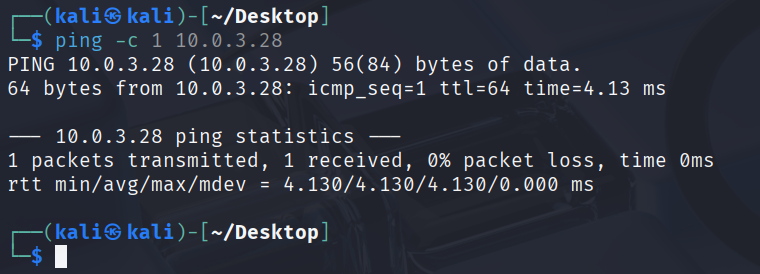 ┌──(kali㉿kali)-[~/Desktop]
└─$ ping -c 1 10.0.3.28
PING 10.0.3.28 (10.0.3.28) 56(84) bytes of data.
64 bytes from 10.0.3.28: icmp_seq=1 ttl=64 time=4.13 ms
--- 10.0.3.28 ping statistics ---
1 packets transmitted, 1 received, 0% packet loss, time 0ms
rtt min/avg/max/mdev = 4.130/4.130/4.130/0.000 ms
┌──(kali㉿kali)-[~/Desktop]
└─$